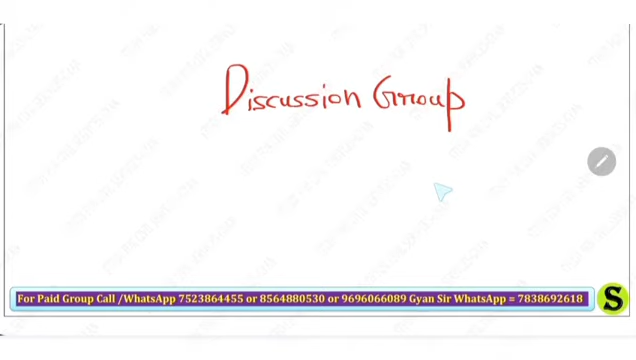 Discussion Group
For Paid Group Call /WhatsApp 7523864455 or 8564880530 or 9696066089 Gyan Sir WhatsApp = 7838692618
S